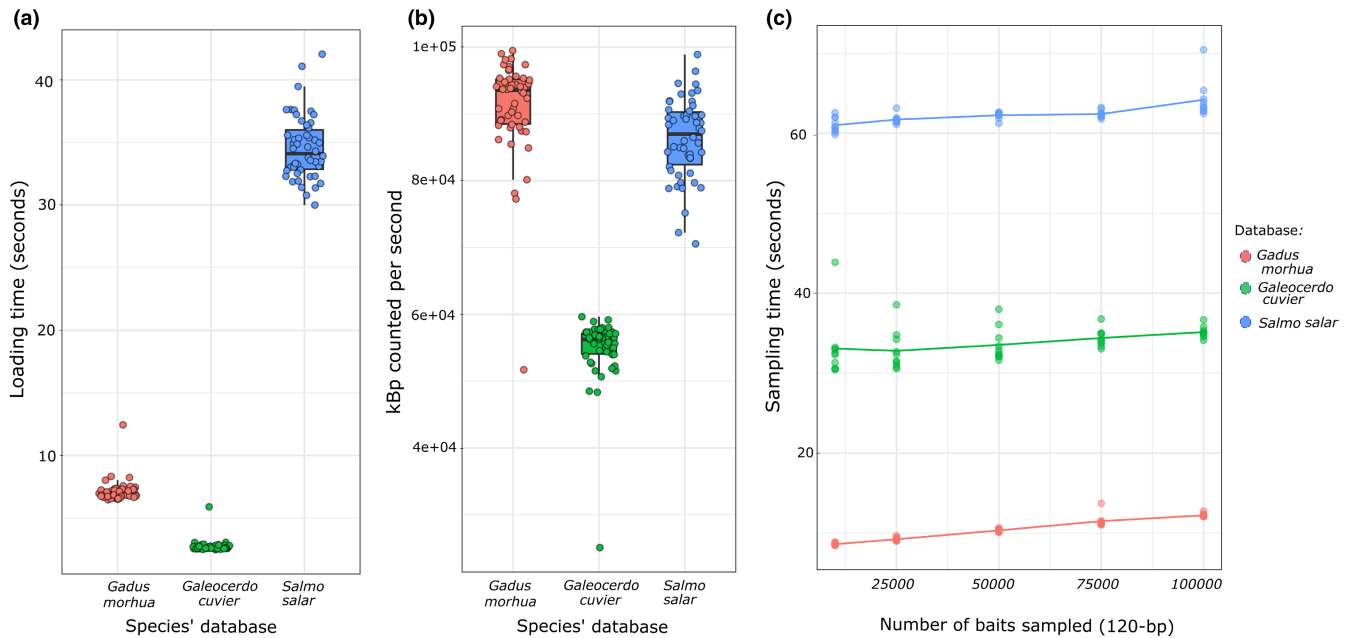 (a)
40
30
20
10
Loading time (seconds)
Gadus
morhua
Galeocerdo
cuvier
Salmo
salar
Species' database
(b)
1e+05
8e+04
6e+04
4e+04
kBp counted per second
Gadus
morhua
Galeocerdo
cuvier
Salmo
salar
Species' database
(c)
60
40
20
Sampling time (seconds)
25000 50000 75000 100000
Number of baits sampled (120-bp)
Database:
Gadus
morhua
Galeocerdo
cuvier
Salmo salar